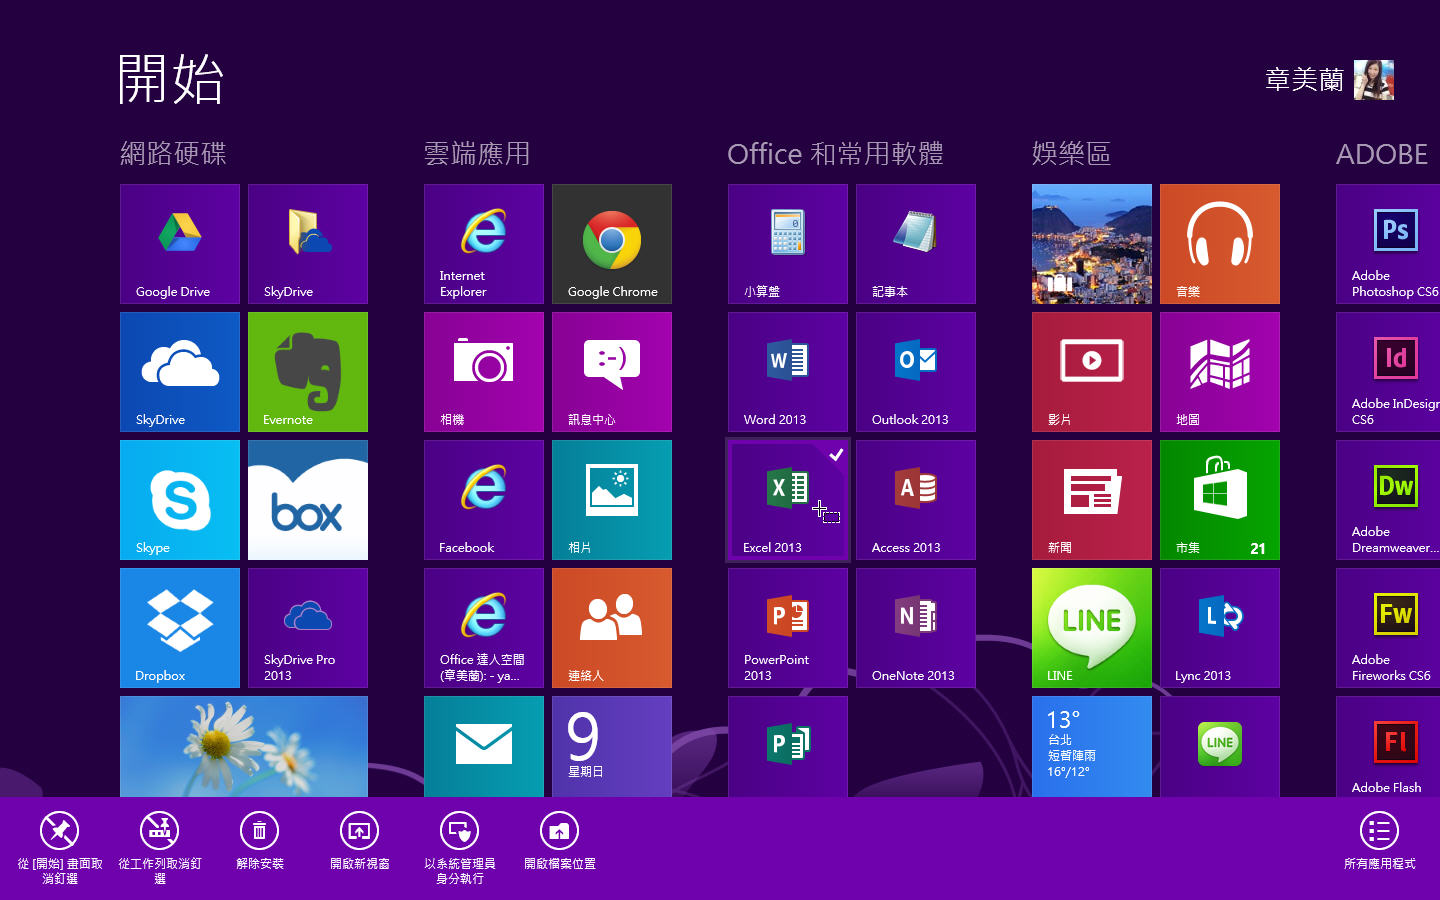 開始
章美蘭
網路硬碟
雲端應用
Office 和常用軟體
娛樂區
ADOBE
Google Drive
SkyDrive
Internet
Explorer
Google Chrome
0
小算盤
記事本
音樂
Ps
Adobe
Photoshop CS6
SkyDrive
Evernote
:-)
相機
訊息中心
W
Word 2013
O
Outlook 2013
影片
地圖
Id
Adobe InDesign
CS6
S
Skype
box
Facebook
相片
X
Excel 2013
A
Access 2013
新聞
市集
21
Dw
Adobe
Dreamweaver...
Dropbox
SkyDrive Pro
2013
Office 達人空間
(章美蘭): - ya...
連絡人
P
PowerPoint
2013
N
OneNote 2013
LINE
LINE
L
Lync 2013
Fw
Adobe
Fireworks CS6
9
星期日
P
13°
台北
短暫陣雨
16°/12°
LINE
Fl
Adobe Flash
從 [開始] 畫面取
消釘選
從工作列取消釘
選
解除安裝
開啟新視窗
以系統管理員
身分執行
開啟檔案位置
所有應用程式